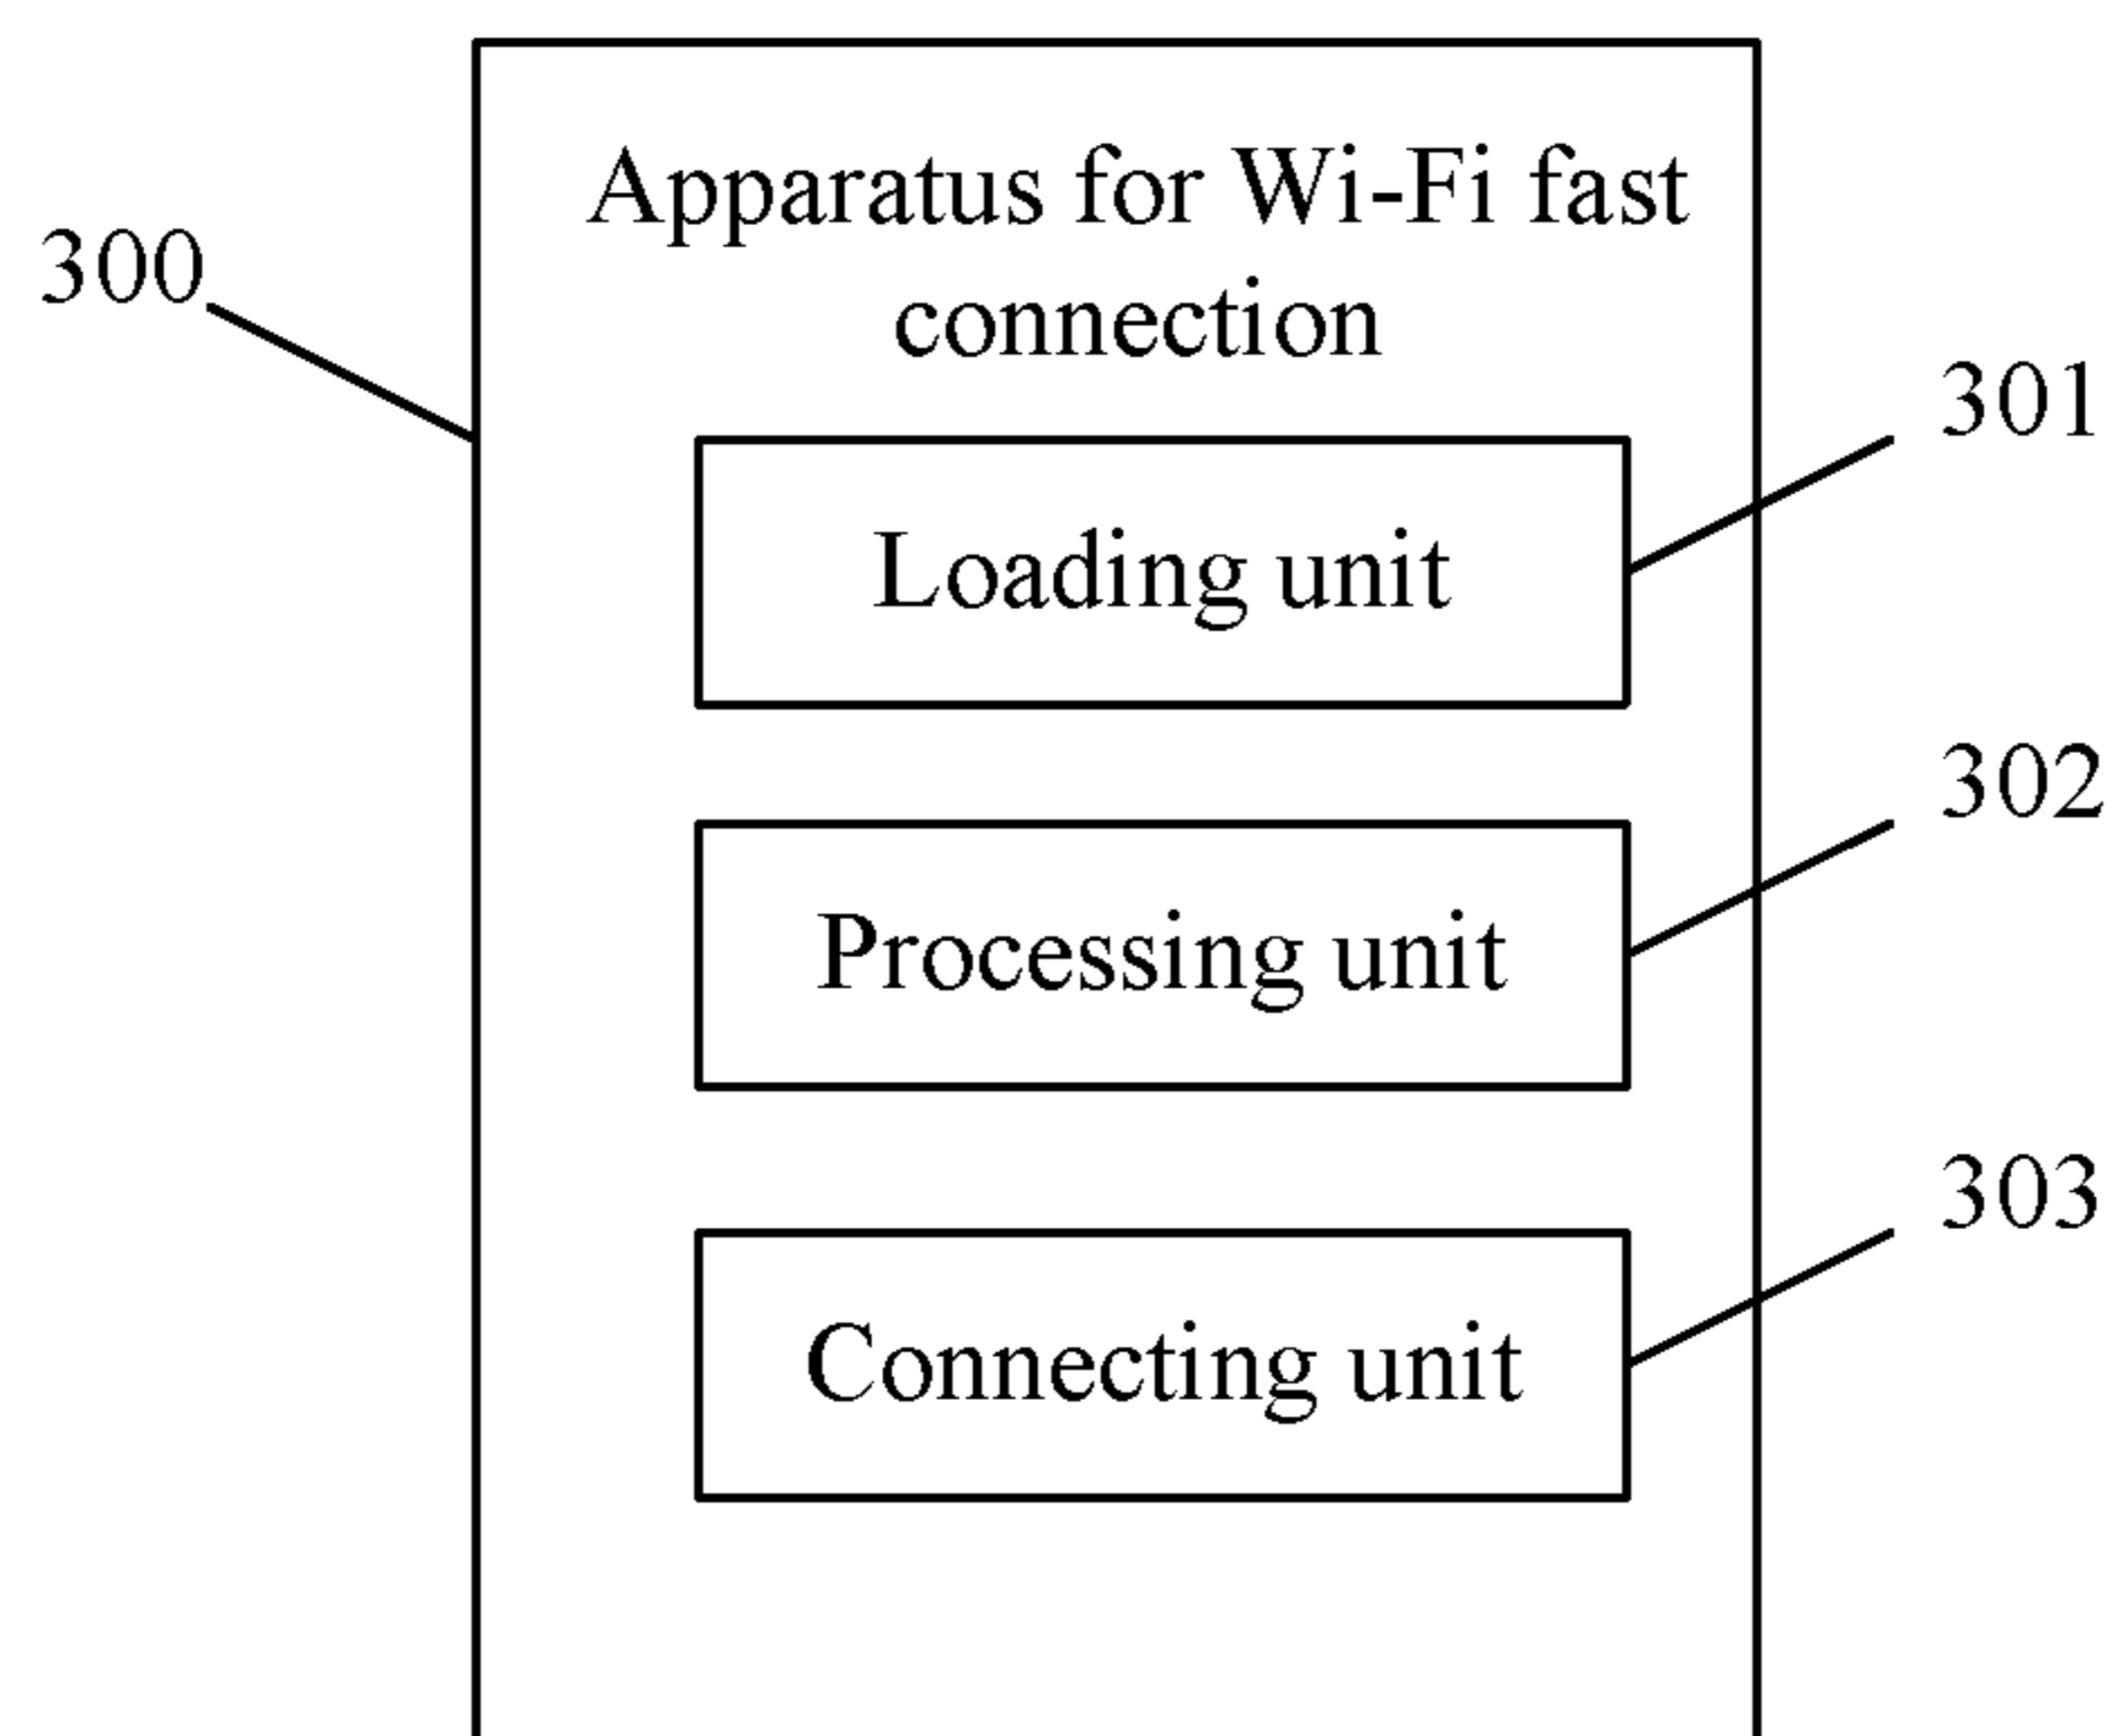 Apparatus for Wi-Fi fast
connection
300
301
Loading unit
302
Processing unit
303
Connecting unit